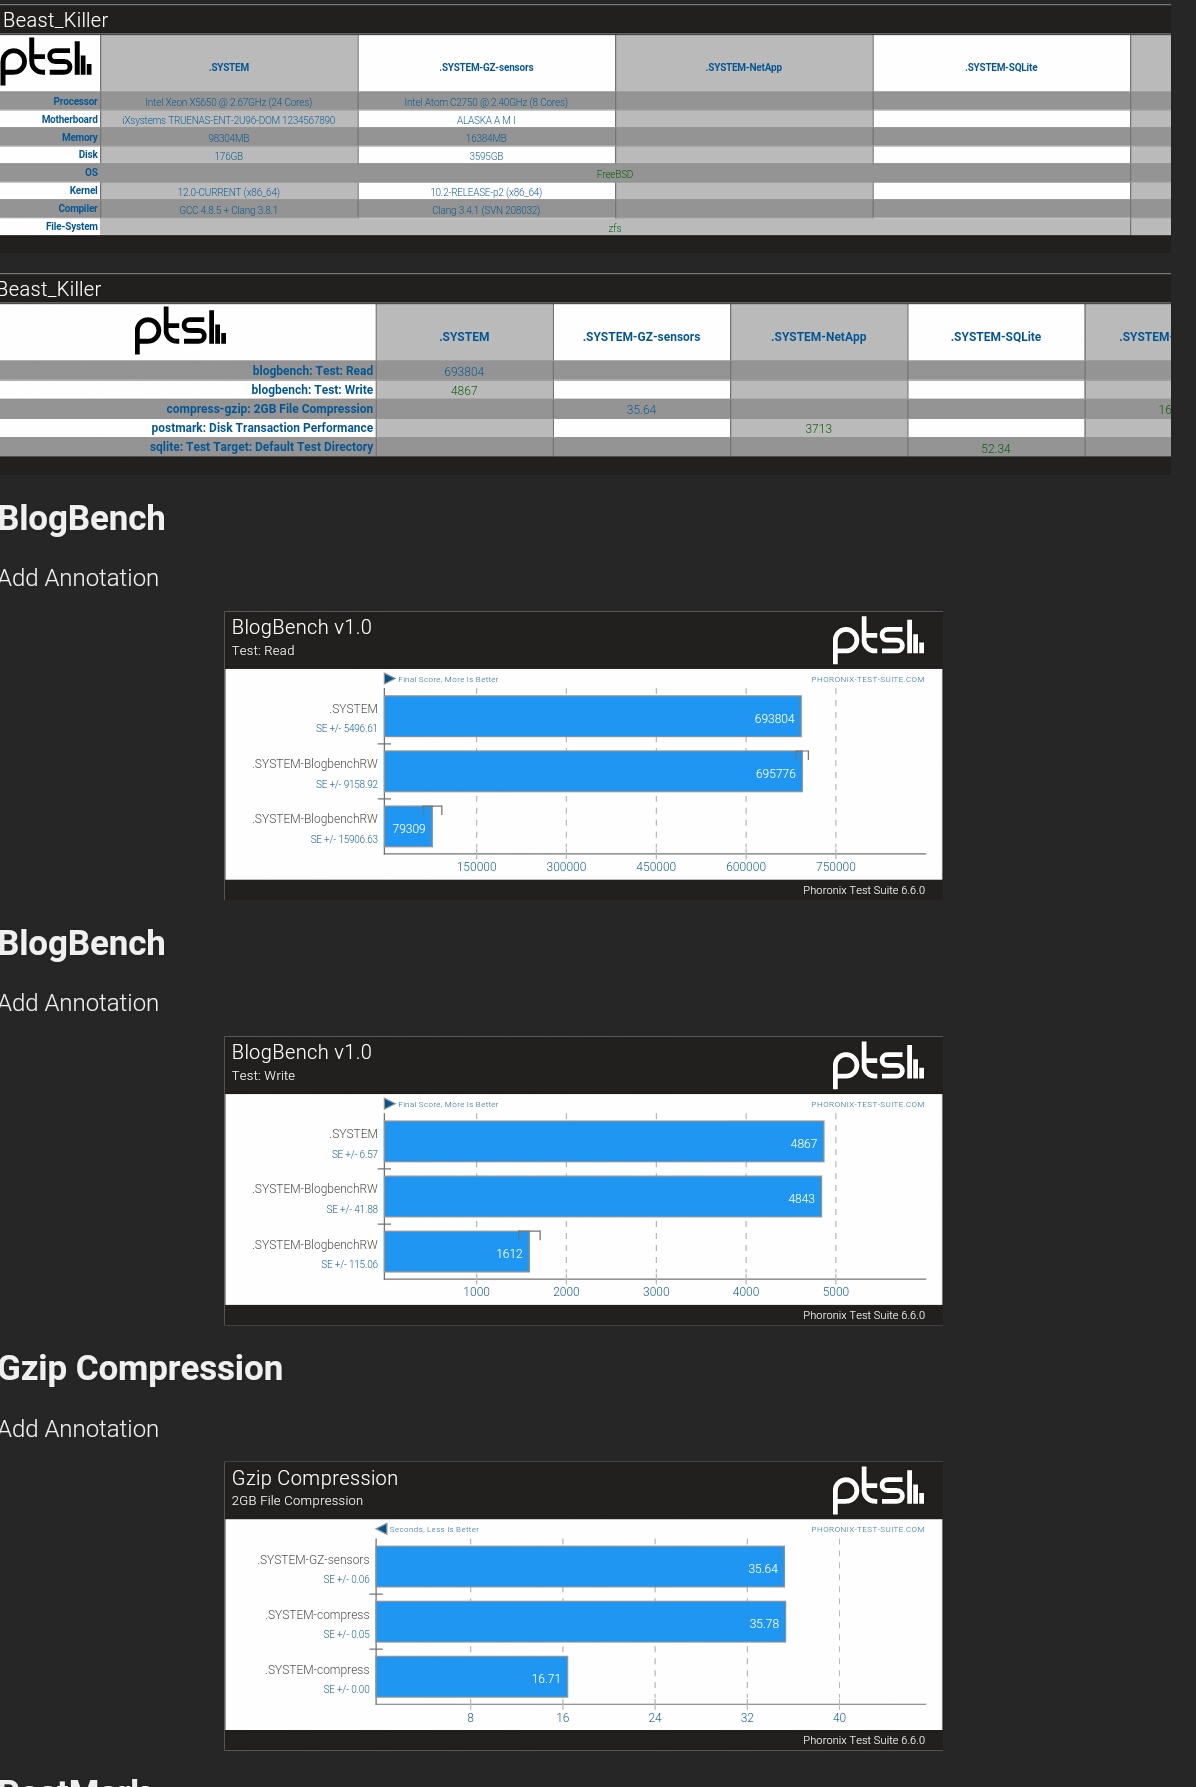 Beast_Killer
ptsl
.SYSTEM .SYSTEM-GZ-sensors .SYSTEM-NetApp .SYSTEM-SQLite
Processor Intel Xeon X5650 @ 2.67GHz (24 Cores) Intel Atom C2750 @ 2.40GHz (8 Cores)
Motherboard iXsystems TRUENAS-ENT-2U96-DOM 1234567890 ALASKA A M I
Memory 98304MB 16384MB
Disk 176GB 3595GB
OS FreeBSD
Kernel 12.0-CURRENT (x86_64) 10.2-RELEASE-p2 (x86_64)
Compiler GCC 4.8.5 + Clang 3.8.1 Clang 3.4.1 (SVN 208032)
File-System zfs
Beast_Killer
ptsl
.SYSTEM .SYSTEM-GZ-sensors .SYSTEM-NetApp .SYSTEM-SQLite .SYSTEM-
blogbench: Test: Read 693804
blogbench: Test: Write 4867
compress-gzip: 2GB File Compression 35.64 16
postmark: Disk Transaction Performance 3713
sqlite: Test Target: Default Test Directory 52.34
BlogBench
Add Annotation
BlogBench v1.0
Test: Read
ptsl
Final Score, More Is Better PHORONIX-TEST-SUITE.COM
.SYSTEM 693804
SE +/- 5496.61
.SYSTEM-BlogbenchRW 695776
SE +/- 9158.92
.SYSTEM-BlogbenchRW 79309
SE +/- 15906.63
150000 300000 450000 600000 750000
Phoronix Test Suite 6.6.0
BlogBench
Add Annotation
BlogBench v1.0
Test: Write
ptsl
Final Score, More Is Better PHORONIX-TEST-SUITE.COM
.SYSTEM 4867
SE +/- 6.57
.SYSTEM-BlogbenchRW 4843
SE +/- 41.88
.SYSTEM-BlogbenchRW 1612
SE +/- 115.06
1000 2000 3000 4000 5000
Phoronix Test Suite 6.6.0
Gzip Compression
Add Annotation
Gzip Compression
2GB File Compression
ptsl
Seconds, Less Is Better PHORONIX-TEST-SUITE.COM
.SYSTEM-GZ-sensors 35.64
SE +/- 0.06
.SYSTEM-compress 35.78
SE +/- 0.05
.SYSTEM-compress 16.71
SE +/- 0.00
8 16 24 32 40
Phoronix Test Suite 6.6.0
PostMark